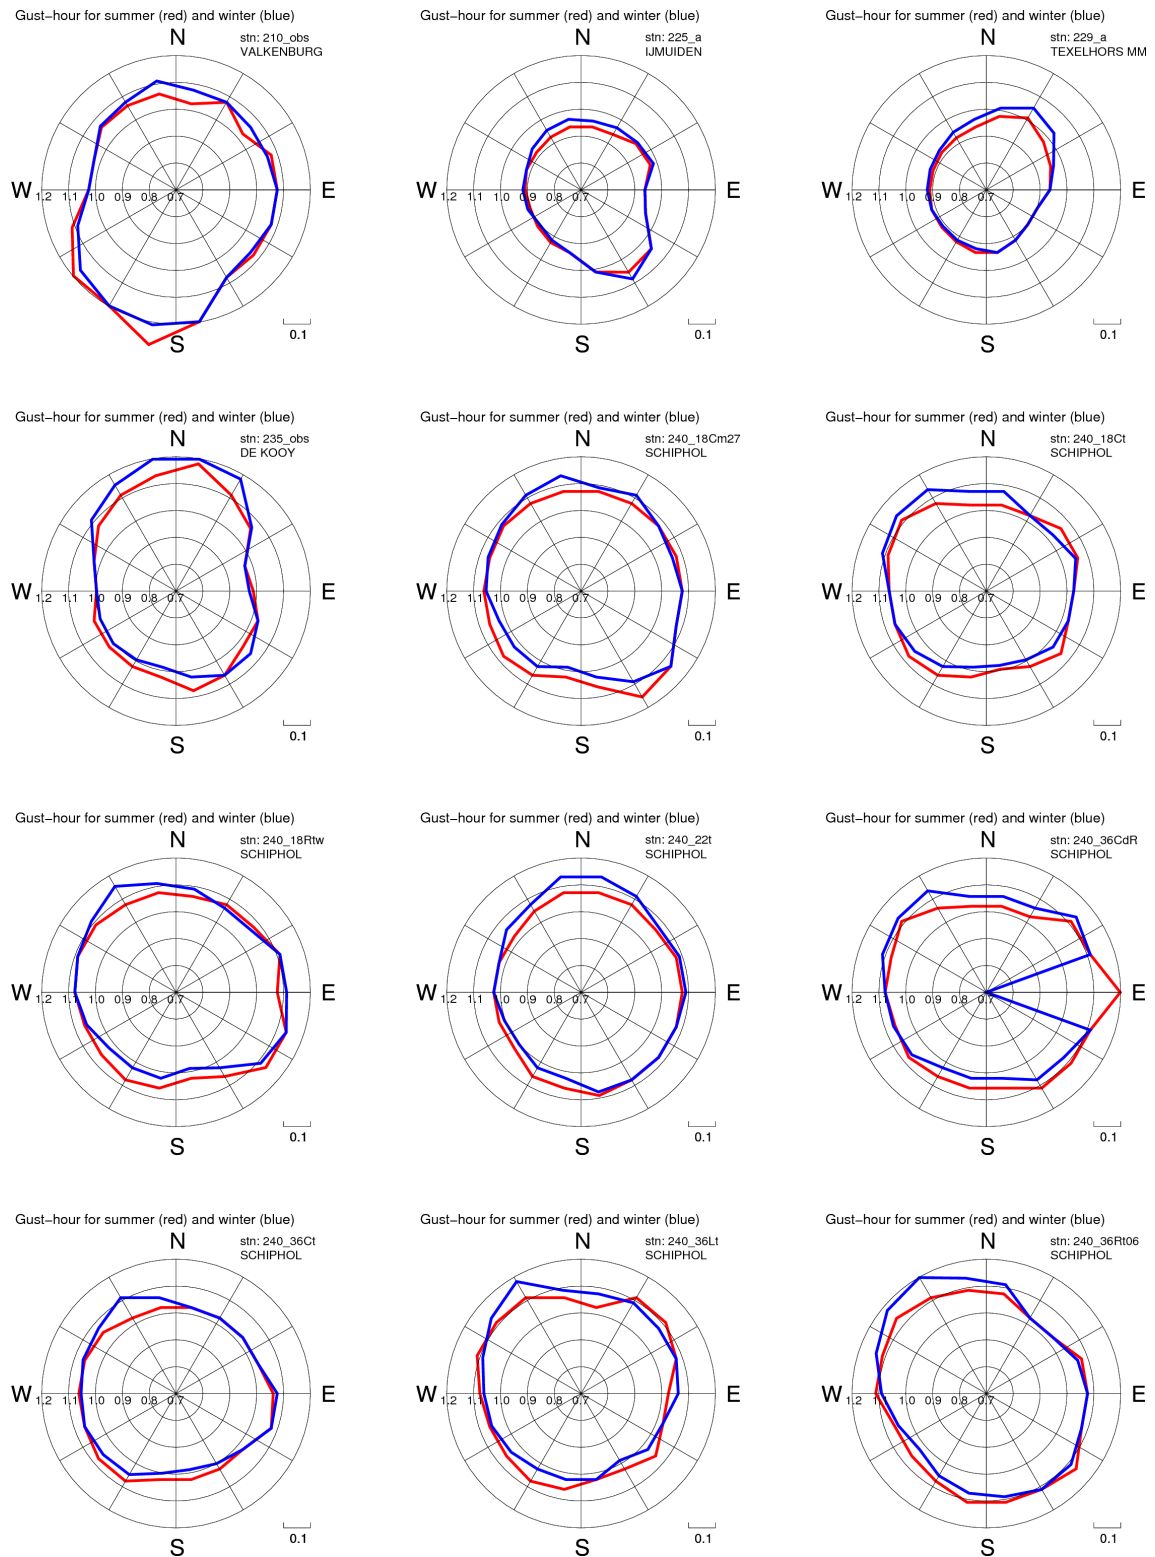 Gust-hour for summer (red) and winter (blue)
N
stn: 210_obs
VALKENBURG
W
1.2 1.1 1.0 0.9 0.8 0.7
E
S
0.1
Gust-hour for summer (red) and winter (blue)
N
stn: 225_a
IJMUIDEN
W
1.2 1.1 1.0 0.9 0.8 0.7
E
S
0.1
Gust-hour for summer (red) and winter (blue)
N
stn: 229_a
TEXELHORS MM
W
1.2 1.1 1.0 0.9 0.8 0.7
E
S
0.1
Gust-hour for summer (red) and winter (blue)
N
stn: 235_obs
DE KOOY
W
1.2 1.1 1.0 0.9 0.8 0.7
E
S
0.1
Gust-hour for summer (red) and winter (blue)
N
stn: 240_18Cm27
SCHIPHOL
W
1.2 1.1 1.0 0.9 0.8 0.7
E
S
0.1
Gust-hour for summer (red) and winter (blue)
N
stn: 240_18Ct
SCHIPHOL
W
1.2 1.1 1.0 0.9 0.8 0.7
E
S
0.1
Gust-hour for summer (red) and winter (blue)
N
stn: 240_18Rtw
SCHIPHOL
W
1.2 1.1 1.0 0.9 0.8 0.7
E
S
0.1
Gust-hour for summer (red) and winter (blue)
N
stn: 240_22t
SCHIPHOL
W
1.2 1.1 1.0 0.9 0.8 0.7
E
S
0.1
Gust-hour for summer (red) and winter (blue)
N
stn: 240_36CdR
SCHIPHOL
W
1.2 1.1 1.0 0.9 0.8 0.7
E
S
0.1
Gust-hour for summer (red) and winter (blue)
N
stn: 240_36Ct
SCHIPHOL
W
1.2 1.1 1.0 0.9 0.8 0.7
E
S
0.1
Gust-hour for summer (red) and winter (blue)
N
stn: 240_36Lt
SCHIPHOL
W
1.2 1.1 1.0 0.9 0.8 0.7
E
S
0.1
Gust-hour for summer (red) and winter (blue)
N
stn: 240_36Rt06
SCHIPHOL
W
1.2 1.1 1.0 0.9 0.8 0.7
E
S
0.1